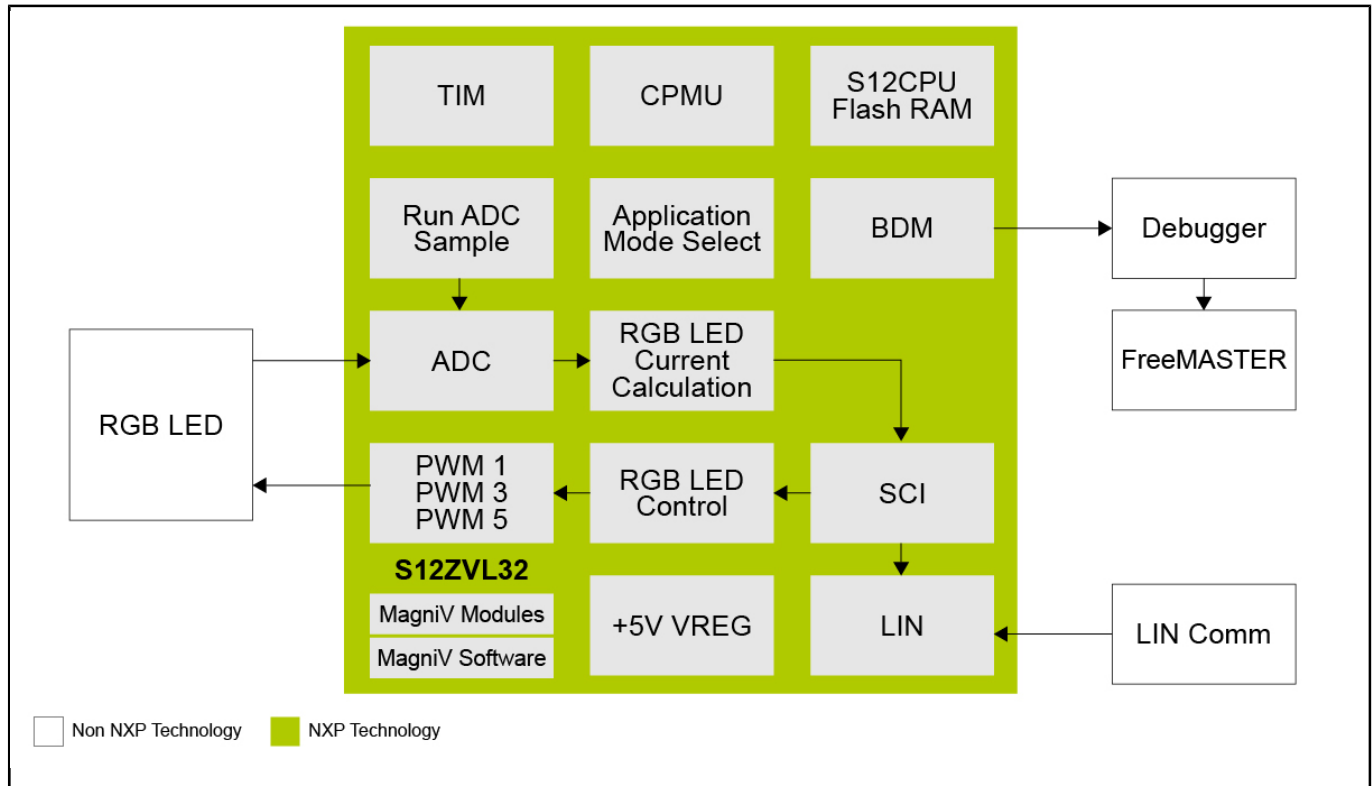 TIM
CPMU
S12CPU
Flash RAM
Run ADC
Sample
Application
Mode Select
BDM
Debugger
RGB LED
ADC
RGB LED
Current
Calculation
FreeMASTER
PWM 1
PWM 3
PWM 5
RGB LED
Control
SCI
S12ZVL32
MagniV Modules
MagniV Software
+5V VREG
LIN
LIN Comm
Non NXP Technology
NXP Technology